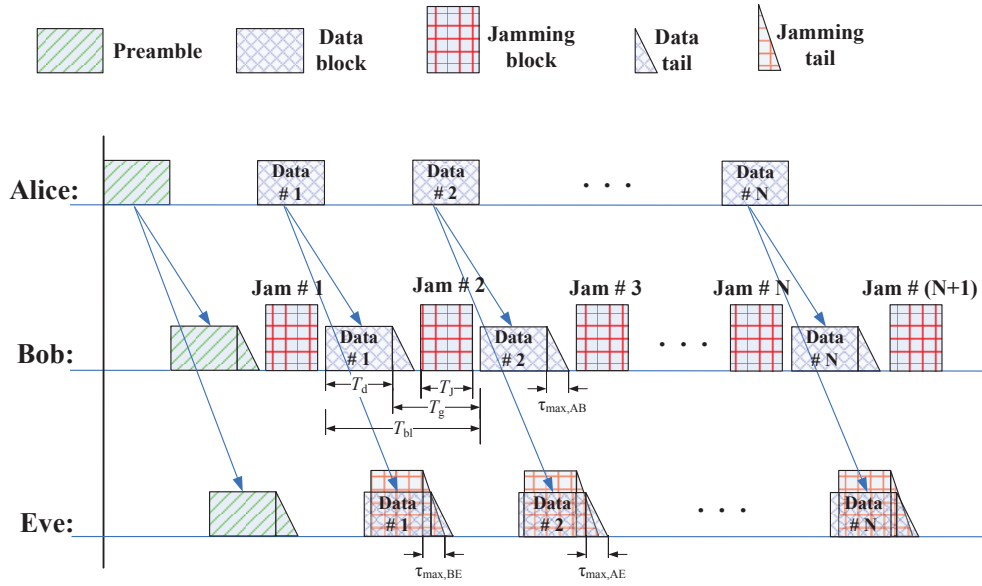 Preamble
Data
block
Jamming
block
Data
tail
Jamming
tail
Alice:
Data
# 1
Data
# 2
. . .
Data
# N
Jam # 1
Jam # 2
Jam # 3
Jam # N
Jam # (N+1)
Bob:
Data
# 1
Data
# 2
. . .
Data
# N
T_d
T_J
T_g
T_bl
τ_max,AB
Eve:
Data
# 1
Data
# 2
. . .
Data
# N
τ_max,BE
τ_max,AE